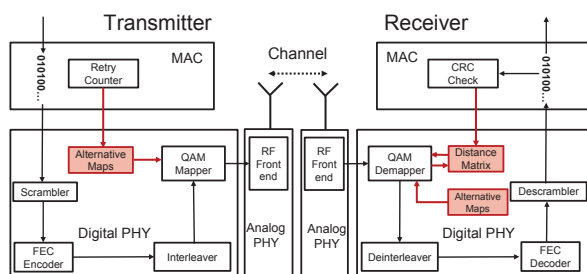 Transmitter
Receiver
Channel
010100...
Retry
Counter
MAC
MAC
CRC
Check
010100...
Alternative
Maps
QAM
Mapper
RF
Front
end
RF
Front
end
QAM
Demapper
Distance
Matrix
Scrambler
Alternative
Maps
Descrambler
Digital PHY
Analog
PHY
Analog
PHY
Digital PHY
FEC
Encoder
Interleaver
Deinterleaver
FEC
Decoder